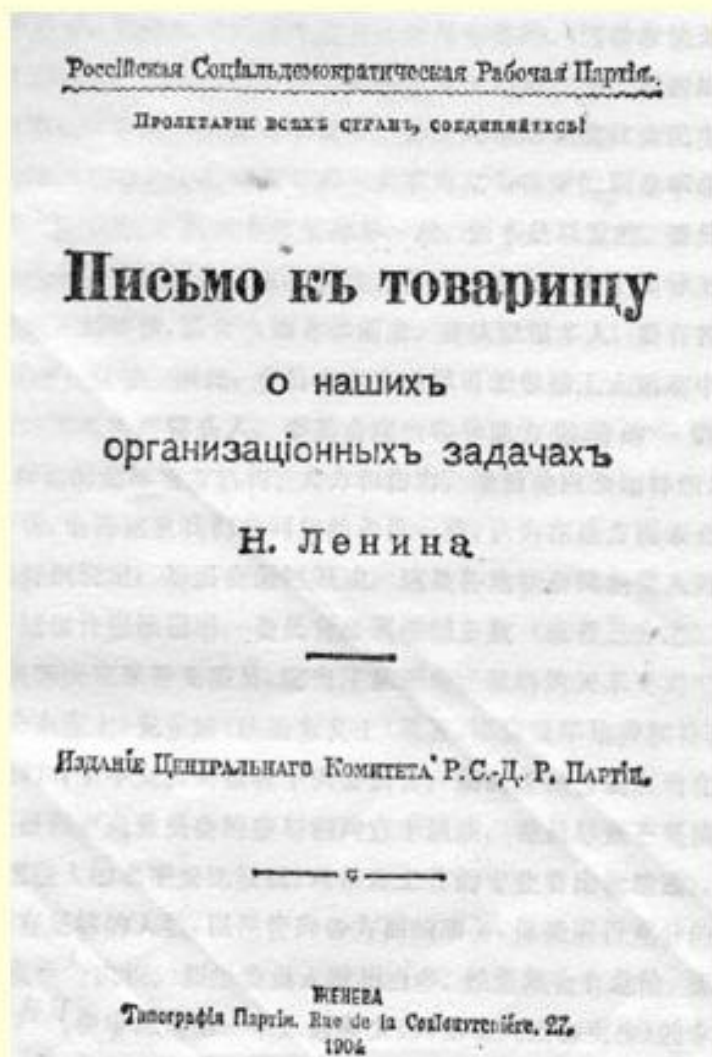 Россійская Соціальдемократическая Рабочая Партія.
Пролетаріи всѣхъ странъ, соединяйтесь!
Письмо къ товарищу
о нашихъ
организаціонныхъ задачахъ
Н. Ленина
Изданіе Центральнаго Комитета Р.С.-Д. Р. Партіи.
ЖЕНЕВА
Типографія Партіи. Rue de la Coulouvrenière, 27.
1904